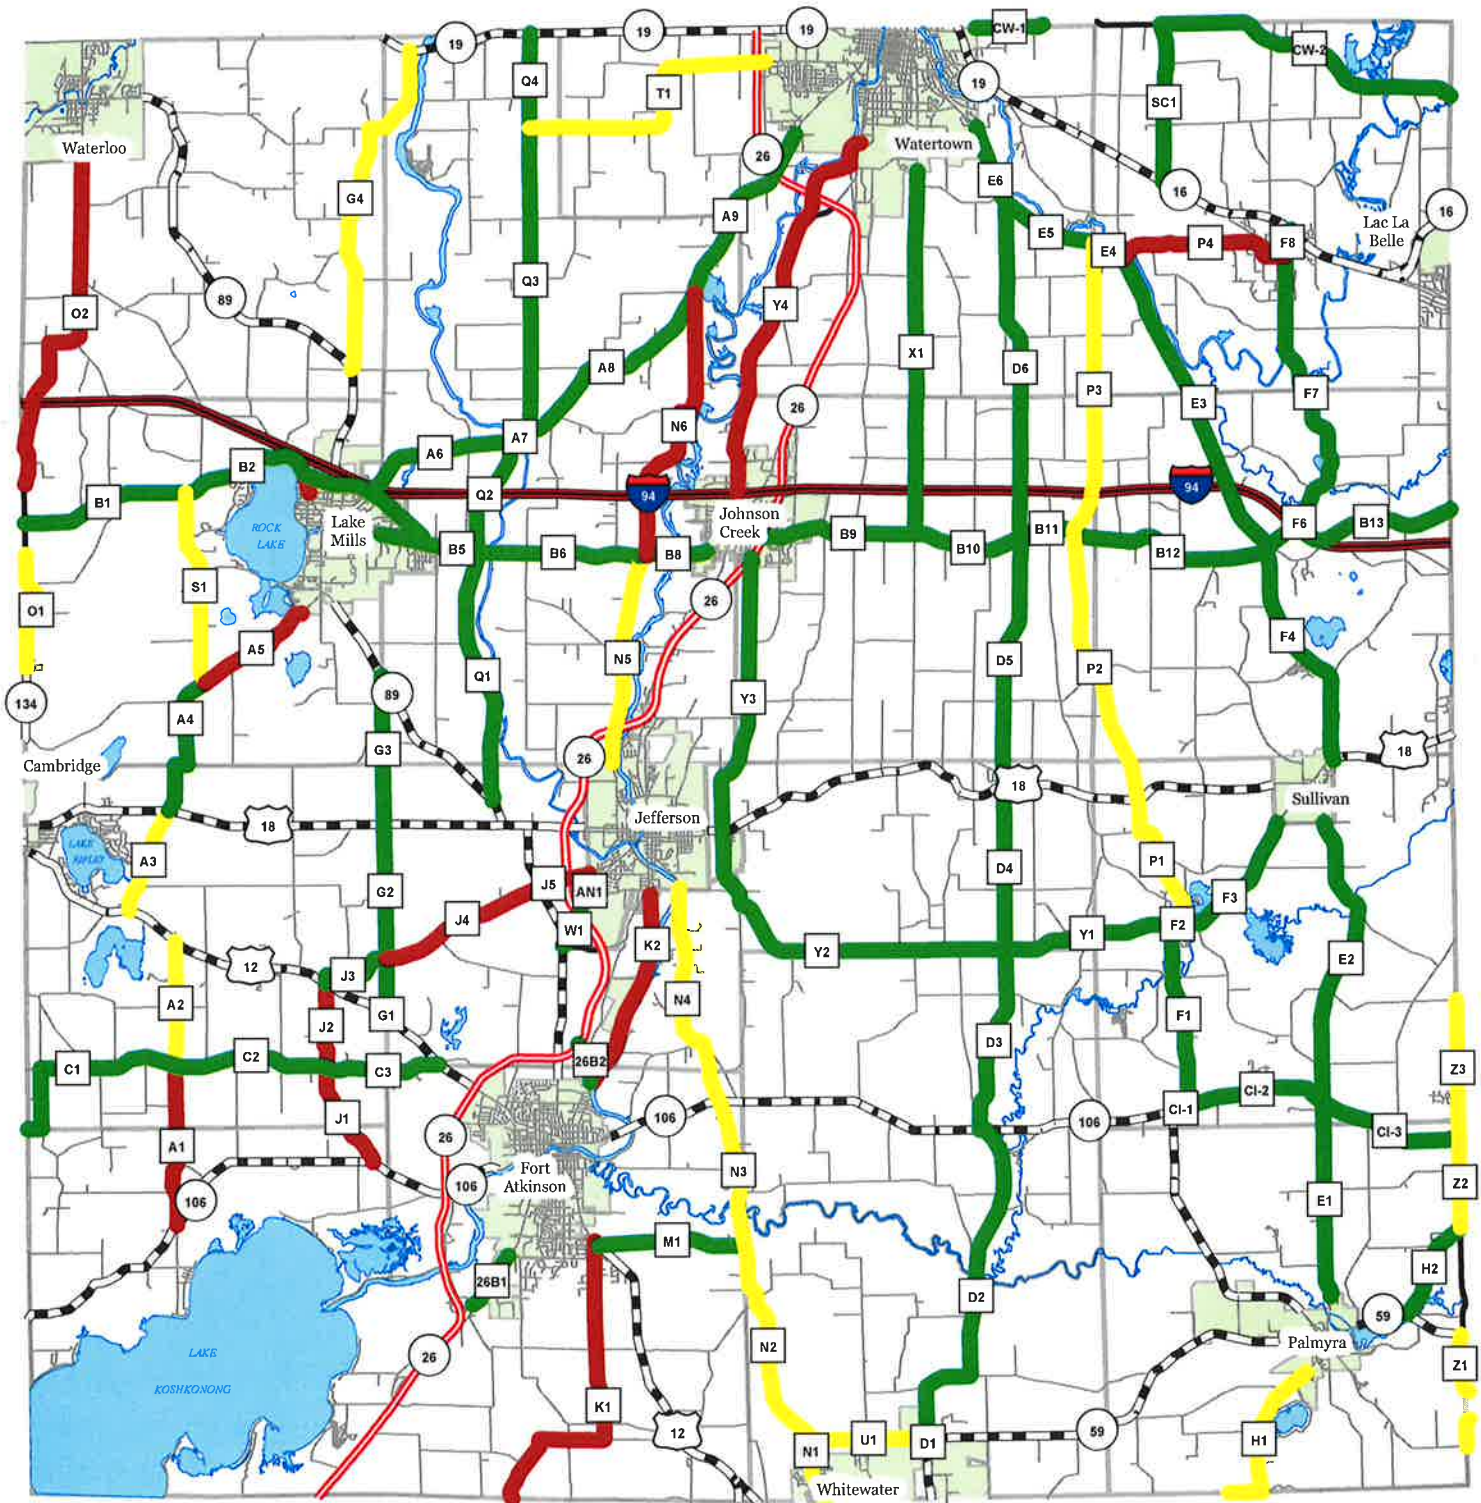 19
19
19
CW-1
CW-2
Q4
T1
19
SC1
Waterloo
Watertown
26
E6
16
G4
A9
16
E5
Lac La
Belle
E4
P4
F8
Q3
89
Y4
O2
X1
A8
D6
P3
F7
E3
26
N6
A7
A6
B2
94
94
Q2
B1
Lake
Mills
ROCK
LAKE
Johnson
Creek
F6
B13
B11
B9
B5
B6
B8
B10
B12
S1
26
O1
F4
A5
N5
D5
P2
Q1
89
134
Y3
A4
G3
18
26
Cambridge
18
Sullivan
Jefferson
18
LAKE
RIPLEY
A3
P1
D4
J5
AN1
G2
F3
J4
F2
W1
Y1
K2
Y2
E2
12
J3
N4
A2
G1
F1
J2
D3
C2
26B2
C1
C3
Z3
CI-2
CI-1
106
J1
106
CI-3
26
A1
N3
Fort
Atkinson
106
Z2
106
E1
M1
H2
26B1
D2
59
Palmyra
N2
LAKE
KOSHKONONG
26
Z1
K1
12
59
U1
D1
H1
N1
Whitewater